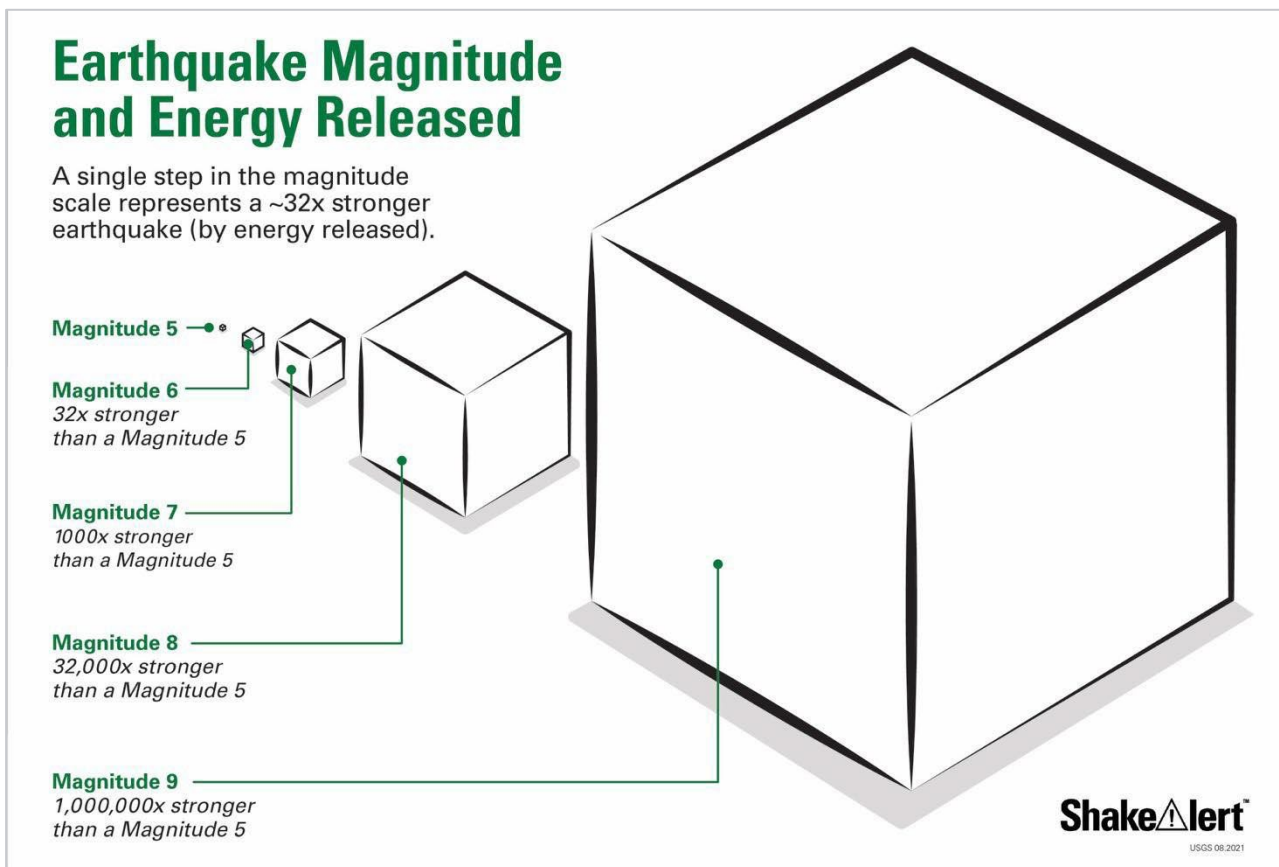 Earthquake Magnitude
and Energy Released
A single step in the magnitude
scale represents a ~32x stronger
earthquake (by energy released).
Magnitude 5
Magnitude 6
32x stronger
than a Magnitude 5
Magnitude 7
1000x stronger
than a Magnitude 5
Magnitude 8
32,000x stronger
than a Magnitude 5
Magnitude 9
1,000,000x stronger
than a Magnitude 5
ShakeAlert™
USGS 08.2021